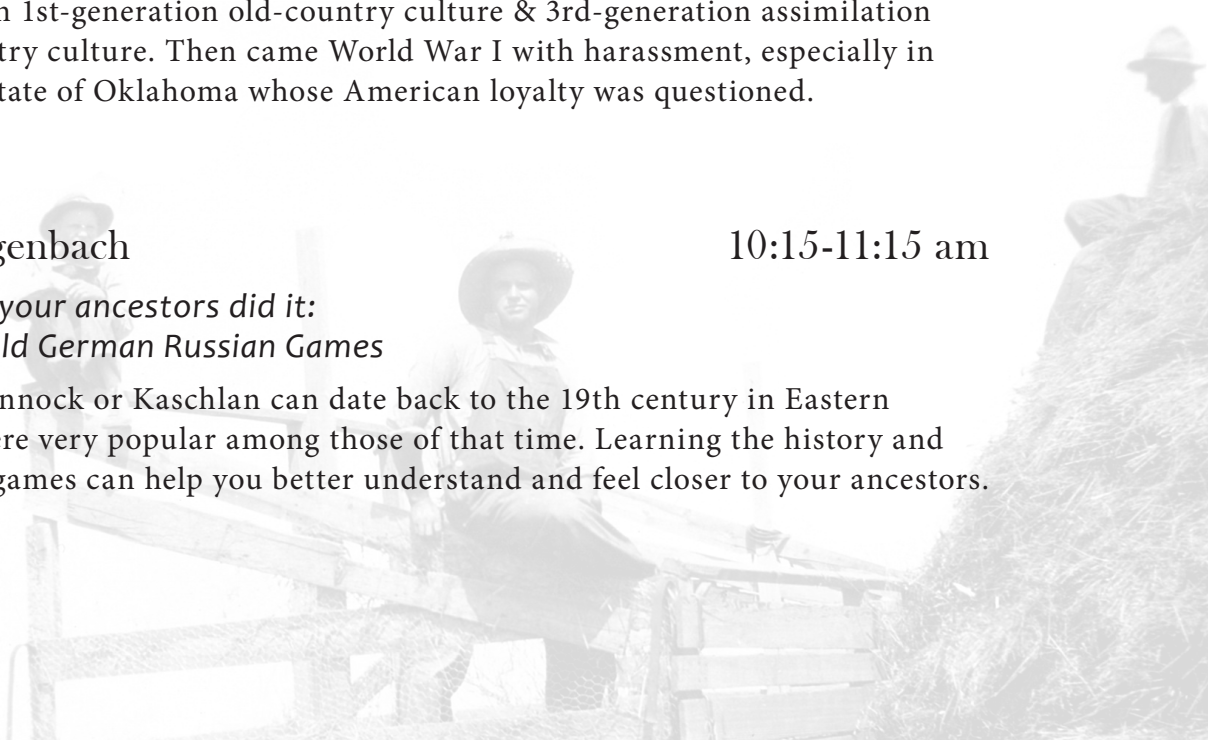 1st-generation old-country culture & 3rd-generation assimilation
culture. Then came World War I with harassment, especially in
of Oklahoma whose American loyalty was questioned.
genbach 10:15-11:15 am
your ancestors did it:
ld German Russian Games
nnock or Kaschlan can date back to the 19th century in Eastern
ere very popular among those of that time. Learning the history and
games can help you better understand and feel closer to your ancestors.